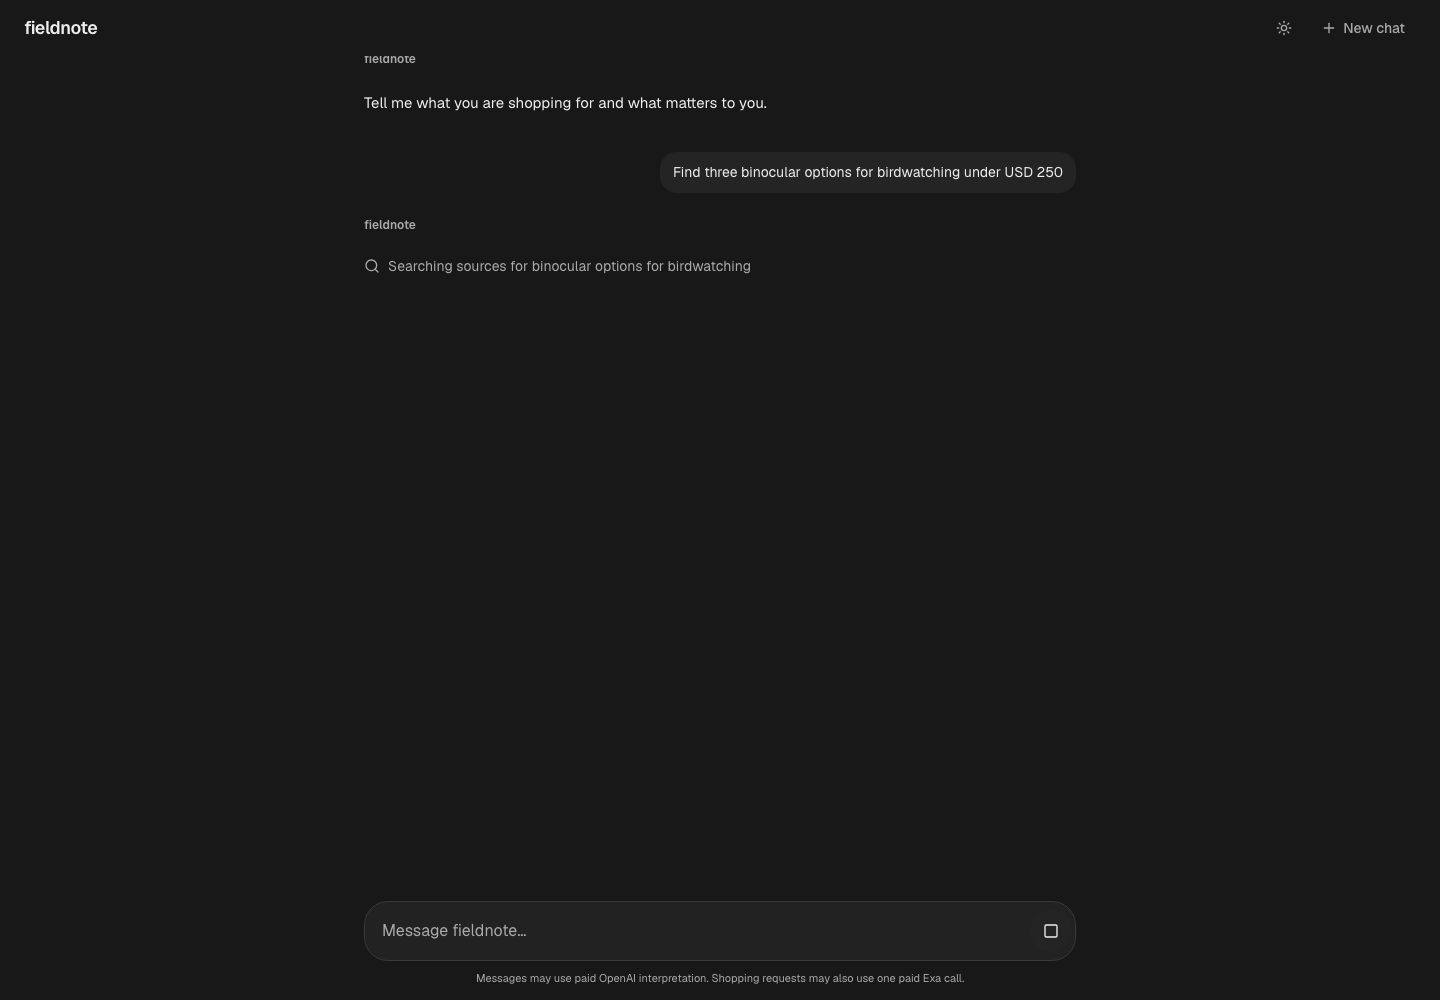 fieldnote
New chat
fieldnote
Tell me what you are shopping for and what matters to you.
Find three binocular options for birdwatching under USD 250
fieldnote
Searching sources for binocular options for birdwatching
Message fieldnote...
Messages may use paid OpenAI interpretation. Shopping requests may also use one paid Exa call.